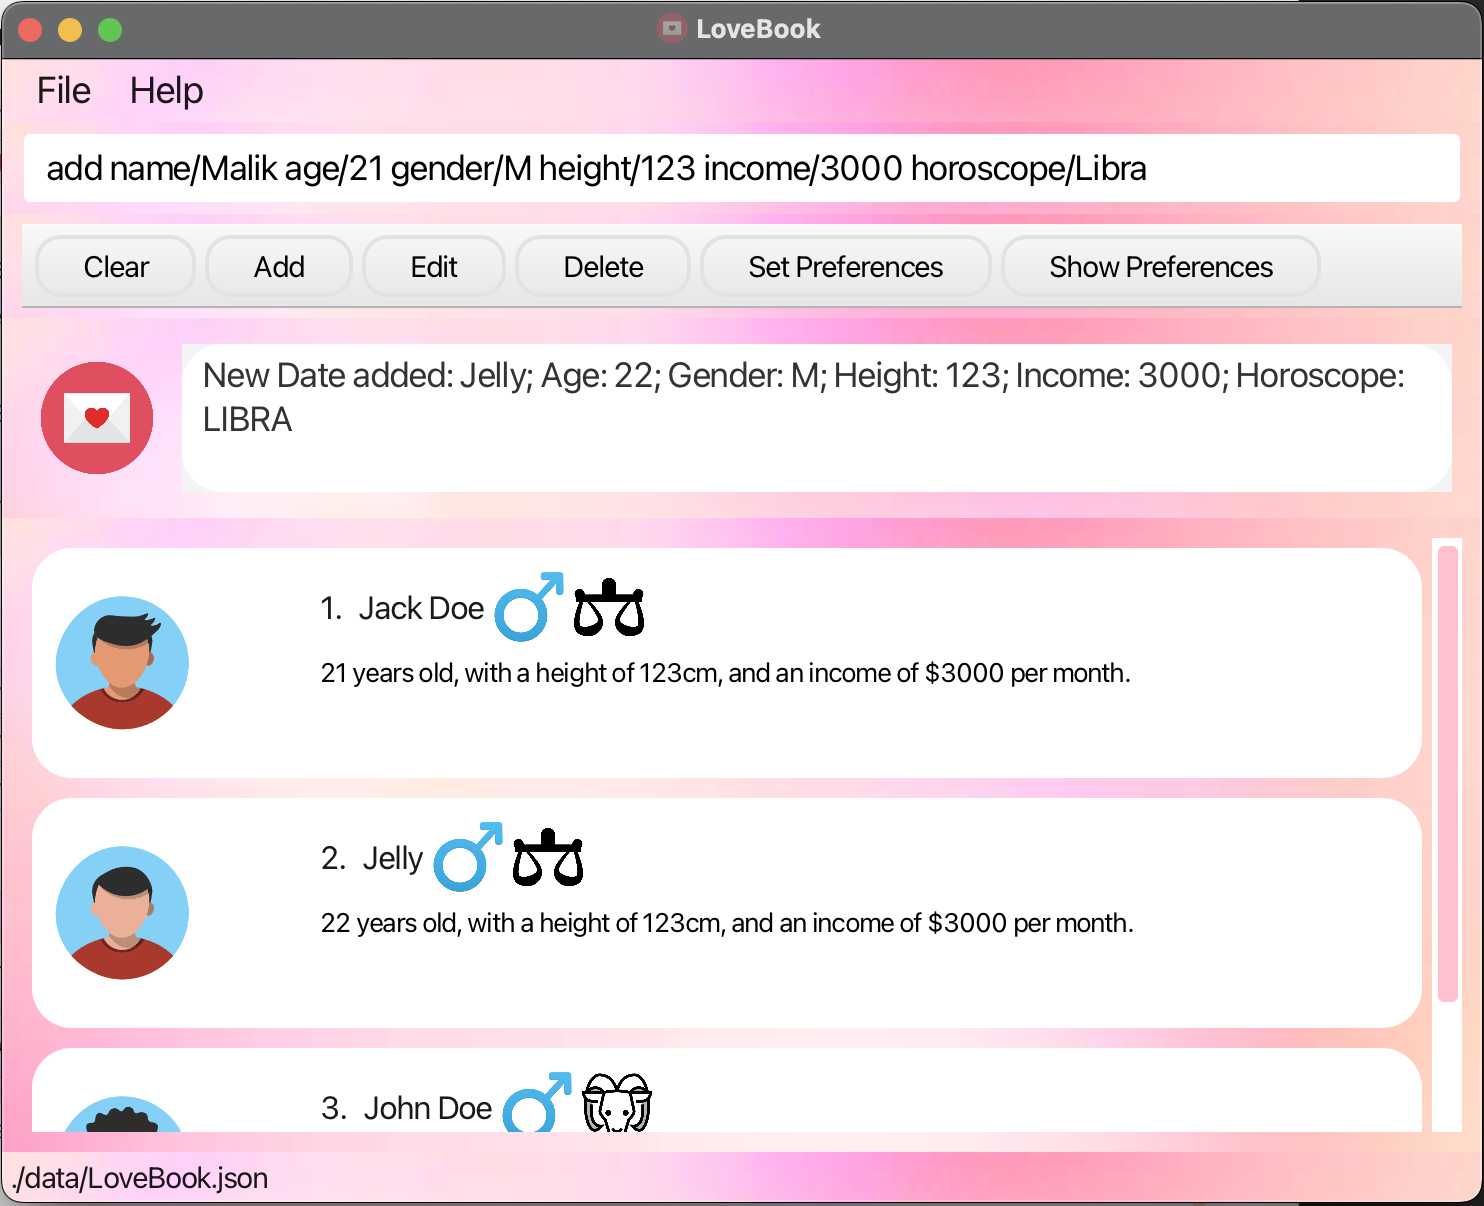 LoveBook
File Help
add name/Malik age/21 gender/M height/123 income/3000 horoscope/Libra
Clear Add Edit Delete Set Preferences Show Preferences
New Date added: Jelly; Age: 22; Gender: M; Height: 123; Income: 3000; Horoscope:
LIBRA
1. Jack Doe
21 years old, with a height of 123cm, and an income of $3000 per month.
2. Jelly
22 years old, with a height of 123cm, and an income of $3000 per month.
3. John Doe
./data/LoveBook.json